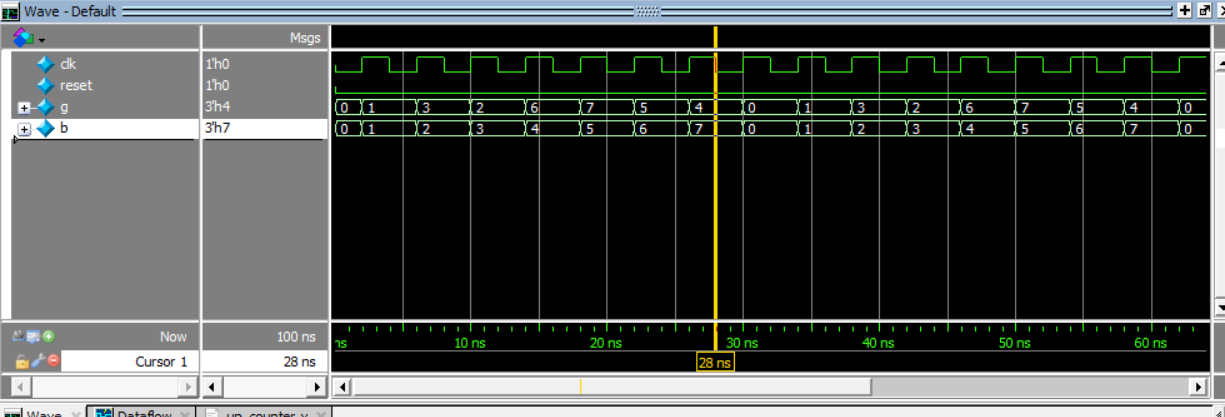 Wave - Default
Msgs
clk 1'h0
reset 1'h0
g 3'h4 0 1 3 2 6 7 5 4 0 1 3 2 6 7 5 4 0
b 3'h7 0 1 2 3 4 5 6 7 0 1 2 3 4 5 6 7 0
Now 100 ns ns 10 ns 20 ns 30 ns 40 ns 50 ns 60 ns
Cursor 1 28 ns 28 ns
Wave Dataflow up_counter.v